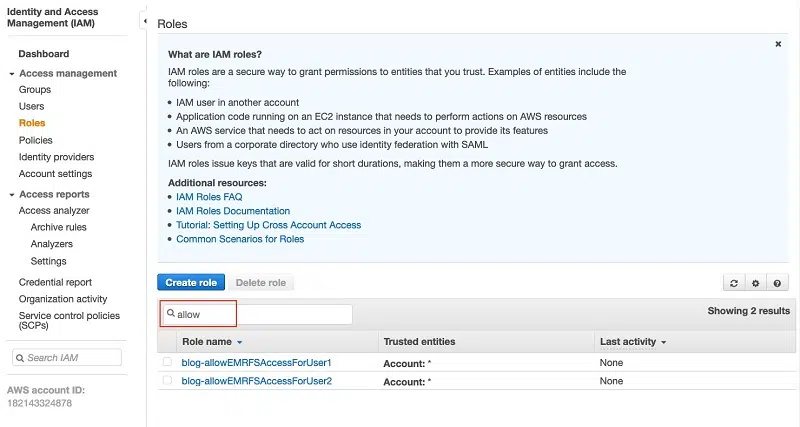 Identity and Access
Management (IAM)
Dashboard
Access management
Groups
Users
Roles
Policies
Identity providers
Account settings
Access reports
Access analyzer
Archive rules
Analyzers
Settings
Credential report
Organization activity
Service control policies
(SCPs)
Search IAM
AWS account ID:
182143324878
Roles
What are IAM roles?
IAM roles are a secure way to grant permissions to entities that you trust. Examples of entities include the
following:
• IAM user in another account
• Application code running on an EC2 instance that needs to perform actions on AWS resources
• An AWS service that needs to act on resources in your account to provide its features
• Users from a corporate directory who use identity federation with SAML
IAM roles issue keys that are valid for short durations, making them a more secure way to grant access.
Additional resources:
• IAM Roles FAQ
• IAM Roles Documentation
• Tutorial: Setting Up Cross Account Access
• Common Scenarios for Roles
Create role Delete role
allow Showing 2 results
Role name Trusted entities Last activity
blog-allowEMRFSAccessForUser1 Account: * None
blog-allowEMRFSAccessForUser2 Account: * None